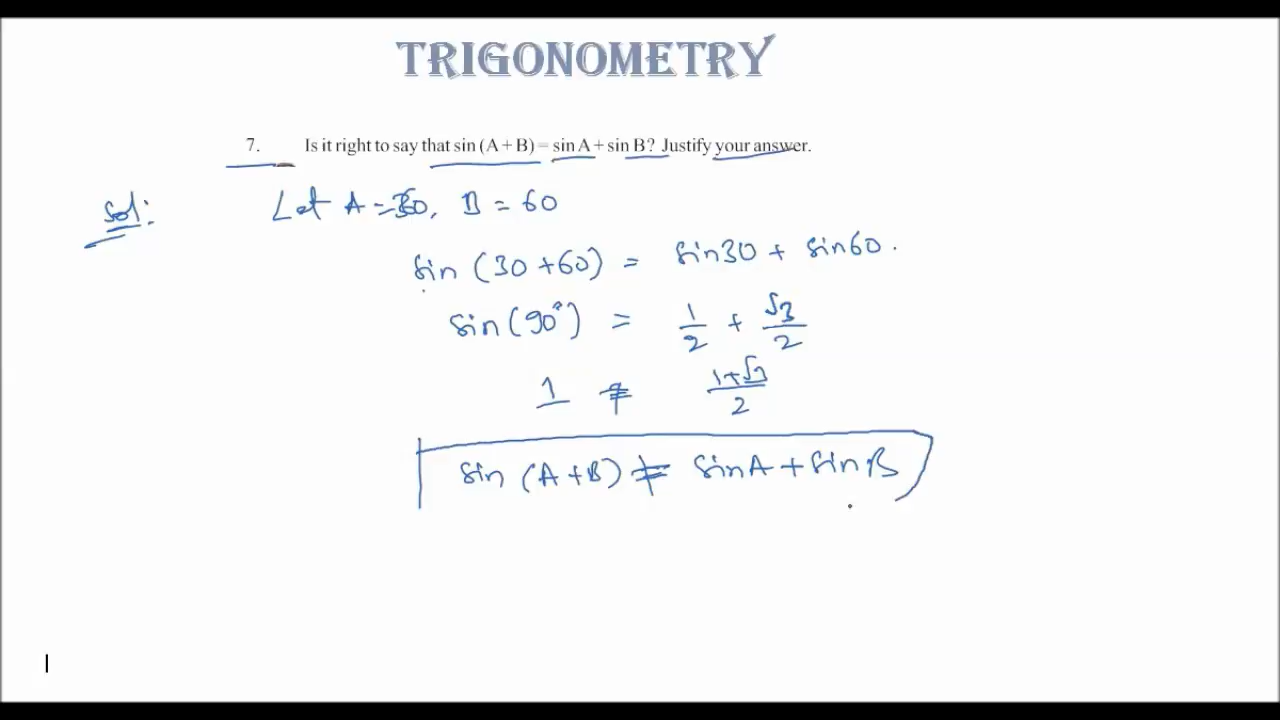 TRIGONOMETRY
7. Is it right to say that sin (A + B) = sin A + sin B? Justify your answer.
Sol:
Let A = 30, B = 60
sin (30 + 60) = sin30 + sin60.
sin (90°) = 1/2 + √3/2
1 ≠ 1+√3/2
sin (A + B) ≠ sinA + sinB